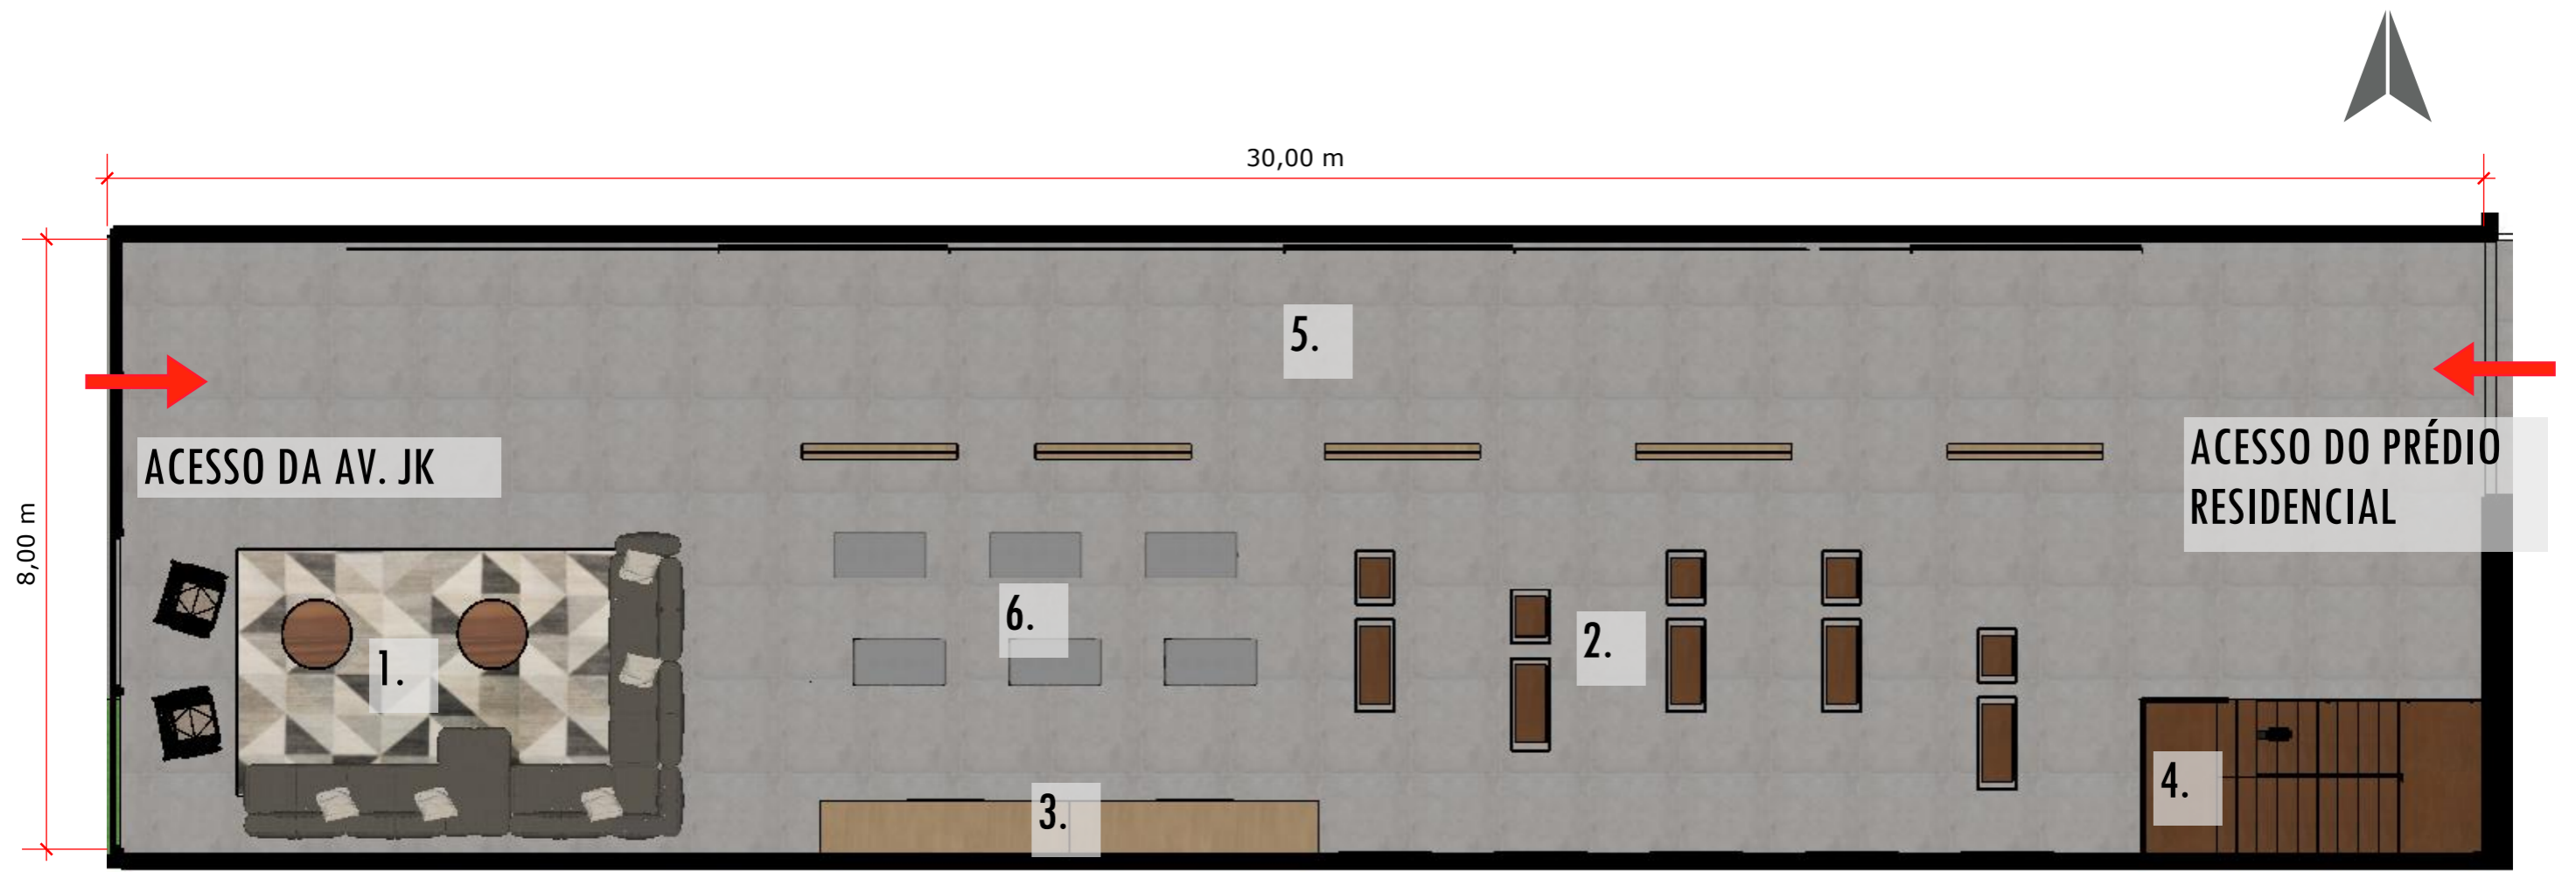 30,00 m
5.
ACESSO DA AV. JK
ACESSO DO PRÉDIO
RESIDENCIAL
8,00 m
6.
1.
2.
3.
4.